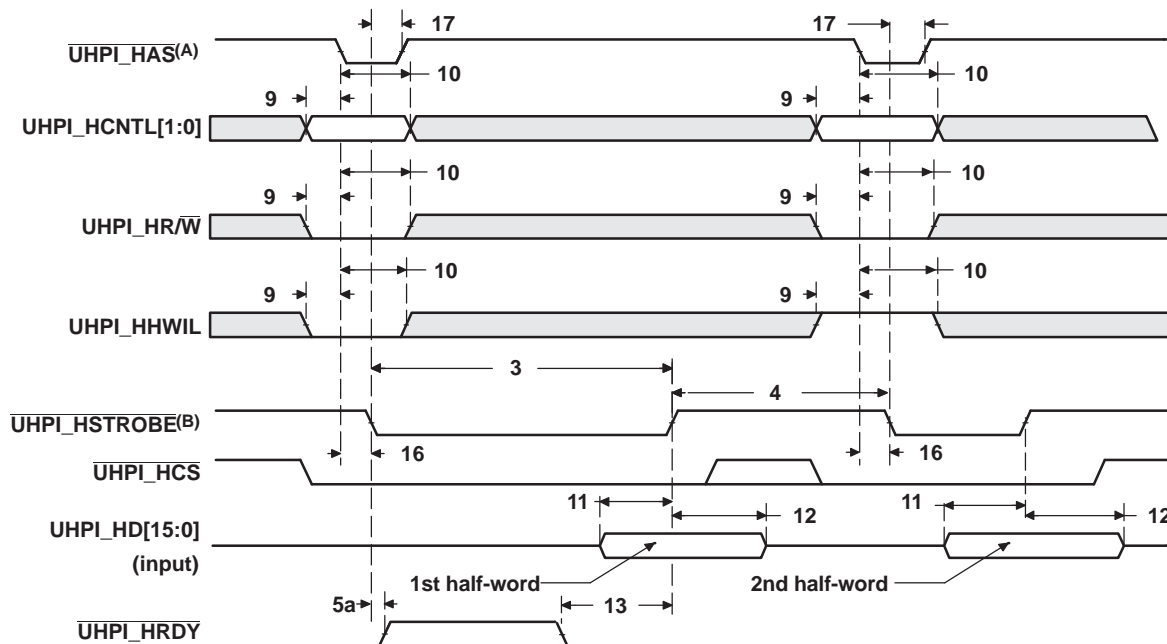 17 17
UHPI_HAS(A)
10 10
9 9
UHPI_HCNTL[1:0]
10 10
9 9
UHPI_HR/W
10 10
9 9
UHPI_HHWIL
3
4
UHPI_HSTROBE(B)
16 16
UHPI_HCS
11 11
12 12
UHPI_HD[15:0]
(input)
1st half-word 2nd half-word
5a 13
UHPI_HRDY